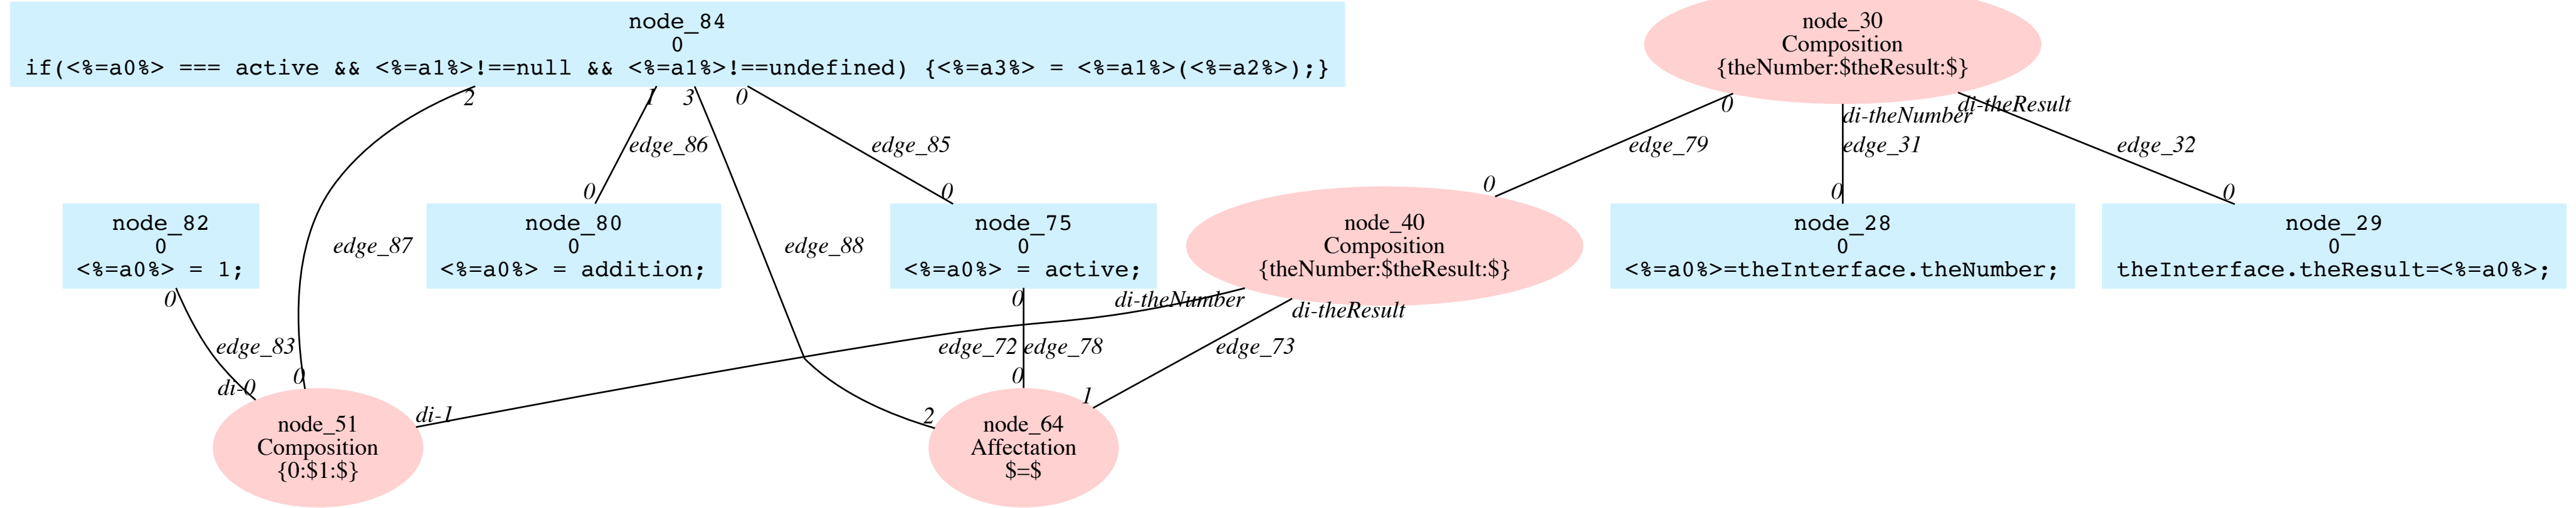 node_84
0
if(<%=a0%> === active && <%=a1%>!==null && <%=a1%>!==undefined) {<%=a3%> = <%=a1%>(<%=a2%>);}
node_30
Composition
{theNumber:$theResult:$}
2
1
3
0
0
di-theNumber
di-theResult
edge_86
edge_85
edge_79
edge_31
edge_32
0
0
0
0
0
node_82
0
<%=a0%> = 1;
edge_87
node_80
0
<%=a0%> = addition;
edge_88
node_75
0
<%=a0%> = active;
node_40
Composition
{theNumber:$theResult:$}
node_28
0
<%=a0%>=theInterface.theNumber;
node_29
0
theInterface.theResult=<%=a0%>;
0
0
di-theNumber
di-theResult
edge_83
edge_72
edge_78
edge_73
di-0
0
di-1
2
0
1
node_51
Composition
{0:$1:$}
node_64
Affectation
$=$